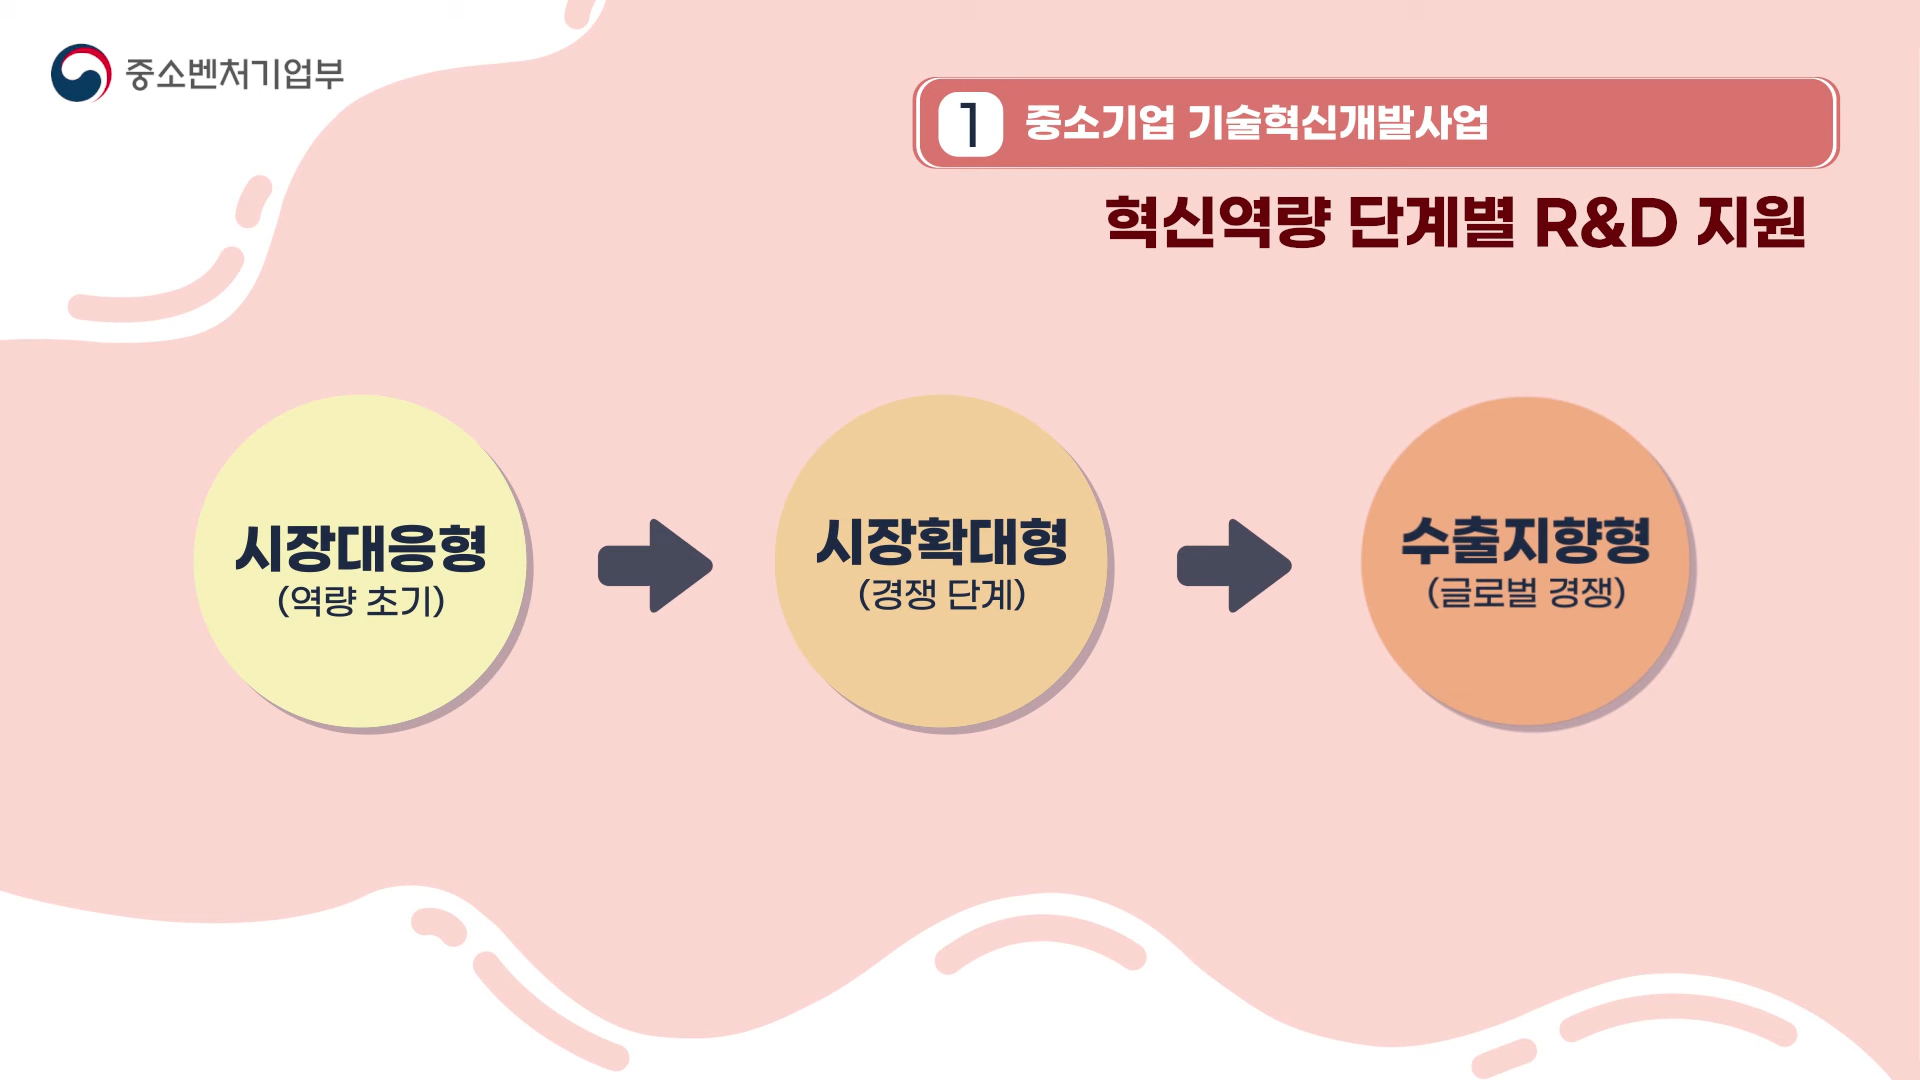 중소벤처기업부
1 중소기업 기술혁신개발사업
혁신역량 단계별 R&D 지원
시장대응형
(역량 초기)
시장확대형
(경쟁 단계)
수출지향형
(글로벌 경쟁)